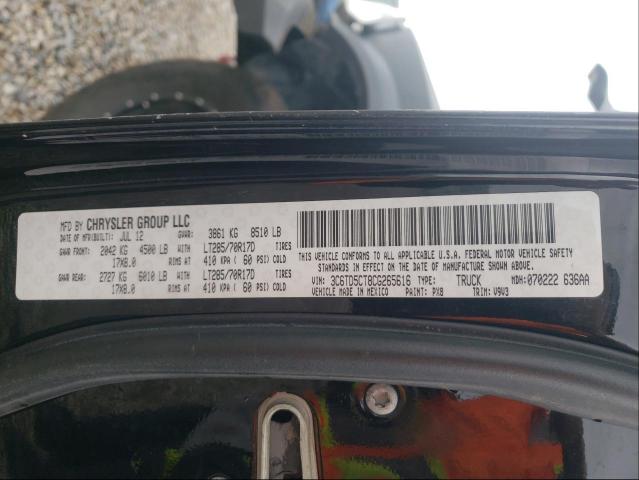 MFD BY CHRYSLER GROUP LLC
DATE OF MFR(BUILT): JUL 12 GVWR: 3861 KG 8510 LB
GAWR FRONT: 2042 KG 4500 LB WITH LT285/70R17D TIRES
17X8.0 RIMS AT 410 KPA ( 60 PSI) COLD
GAWR REAR: 2727 KG 6010 LB WITH LT285/70R17D TIRES
17X8.0 RIMS AT 410 KPA ( 60 PSI) COLD
THIS VEHICLE CONFORMS TO ALL APPLICABLE U.S.A. FEDERAL MOTOR VEHICLE SAFETY
STANDARDS IN EFFECT ON THE DATE OF MANUFACTURE SHOWN ABOVE.
VIN: 3C6TD5CT8CG265616 TYPE: TRUCK MDH: 070222 636AA
VEHICLE MADE IN MEXICO PAINT: PX8 TRIM: V9V3